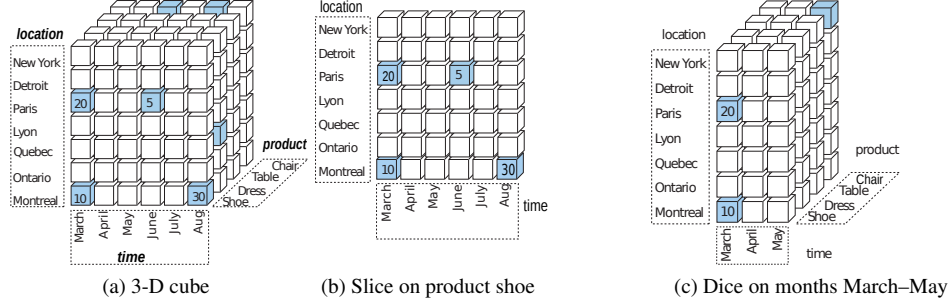 location
New York
Detroit
Paris
Lyon
Quebec
Ontario
Montreal
20
5
10
30
March
April
May
June
July
Aug
time
product
Chair
Table
Dress
Shoe
(a) 3-D cube
location
New York
Detroit
Paris
Lyon
Quebec
Ontario
Montreal
20
5
10
30
March
April
May
June
July
Aug
time
(b) Slice on product shoe
location
New York
Detroit
Paris
Lyon
Quebec
Ontario
Montreal
20
10
March
April
May
time
product
Chair
Table
Dress
Shoe
(c) Dice on months March–May